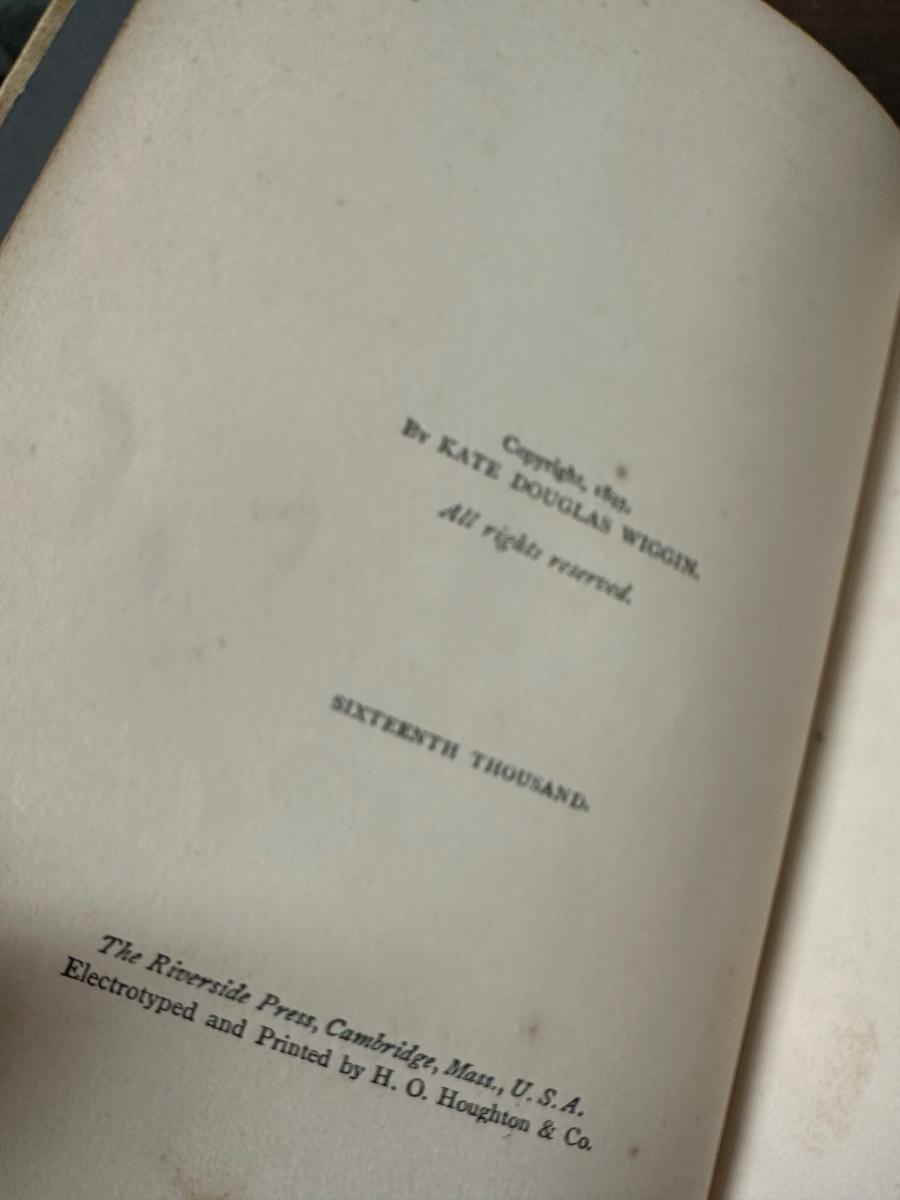 Copyright,
By KATE DOUGLAS WIGGIN.
All rights reserved.
SIXTEENTH THOUSAND.
The Riverside Press, Cambridge, Mass., U. S. A.
Electrotyped and Printed by H. O. Houghton & Co.